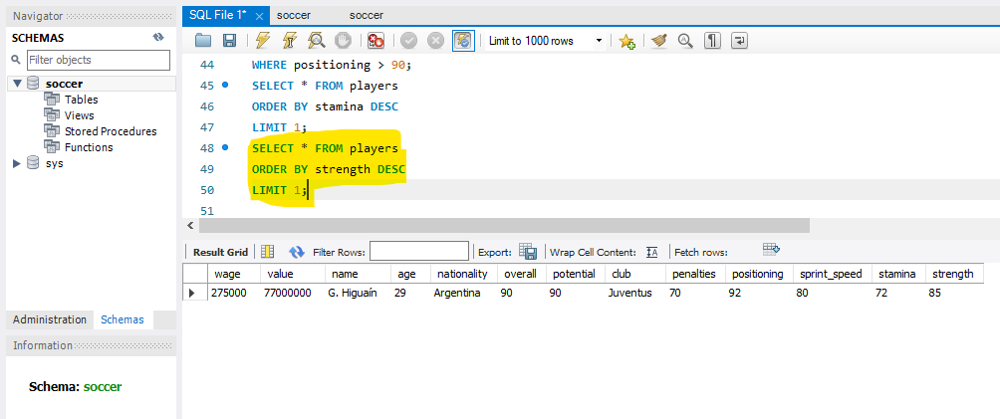 Navigator
SCHEMAS
Filter objects
soccer
Tables
Views
Stored Procedures
Functions
sys
Administration Schemas
Information
Schema: soccer
SQL File 1* × soccer soccer
Limit to 1000 rows
44 WHERE positioning > 90;
45 SELECT * FROM players
46 ORDER BY stamina DESC
47 LIMIT 1;
48 SELECT * FROM players
49 ORDER BY strength DESC
50 LIMIT 1;
51
Result Grid Filter Rows: Export: Wrap Cell Content: Fetch rows:
wage value name age nationality overall potential club penalties positioning sprint_speed stamina strength
275000 77000000 G. Higuaín 29 Argentina 90 90 Juventus 70 92 80 72 85